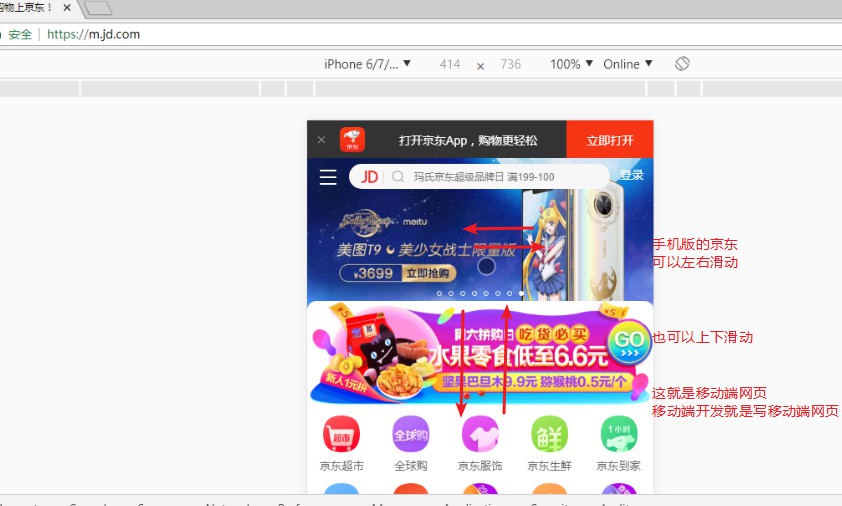 购物上京东！ ×
安全 | https://m.jd.com
iPhone 6/7/... ▼ 414 × 736 100% ▼ Online ▼
× 京东 打开京东App，购物更轻松 立即打开
JD 玛氏京东超级品牌日 满199-100 登录
meitu
美图T9 美少女战士限量版
¥3699 立即抢购
手机版的京东
可以左右滑动
吃货必买
水果零食低至6.6元
坚果巴旦木9.9元 猕猴桃0.5元/个
新人1元拼
GO
>>>
也可以上下滑动
这就是移动端网页
移动端开发就是写移动端网页
超市 全球购 鲜 1小时
京东超市 全球购 京东服饰 京东生鲜 京东到家